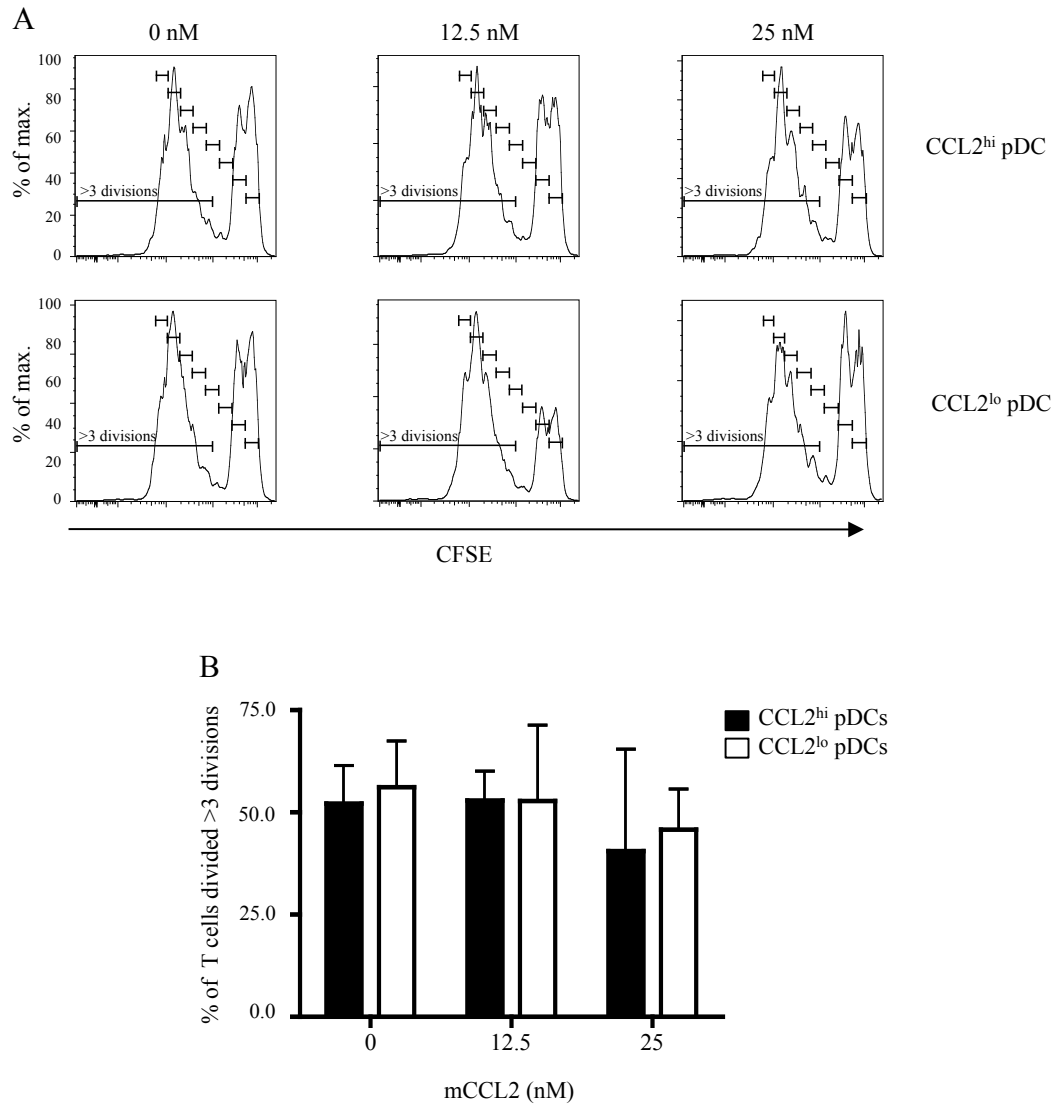 A
0 nM 12.5 nM 25 nM
100
80
60
40
20
0
% of max.
>3 divisions
>3 divisions
>3 divisions
CCL2hi pDC
100
80
60
40
20
0
% of max.
>3 divisions
>3 divisions
>3 divisions
CCL2lo pDC
CFSE
B
75.0
50.0
25.0
0.0
% of T cells divided >3 divisions
CCL2hi pDCs
CCL2lo pDCs
0 12.5 25
mCCL2 (nM)